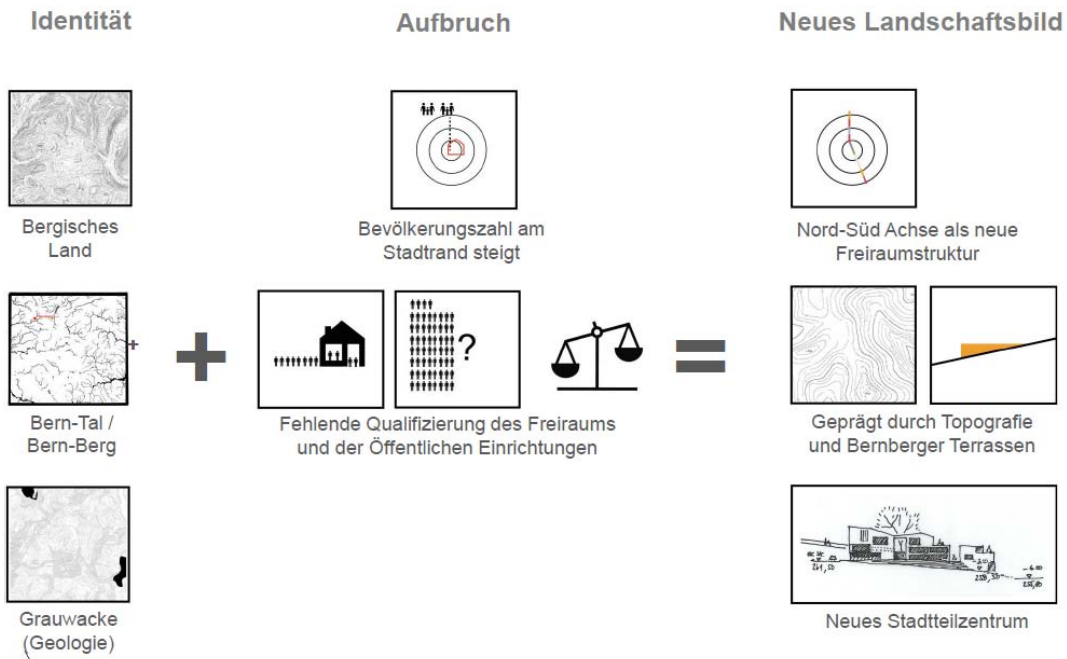 Identität
Aufbruch
Neues Landschaftsbild
Bergisches
Land
Bevölkerungszahl am
Stadtrand steigt
Nord-Süd Achse als neue
Freiraumstruktur
+
+
?
=
Bern-Tal /
Bern-Berg
Fehlende Qualifizierung des Freiraums
und der Öffentlichen Einrichtungen
Geprägt durch Topografie
und Bernberger Terrassen
Grauwacke
(Geologie)
Neues Stadtteilzentrum